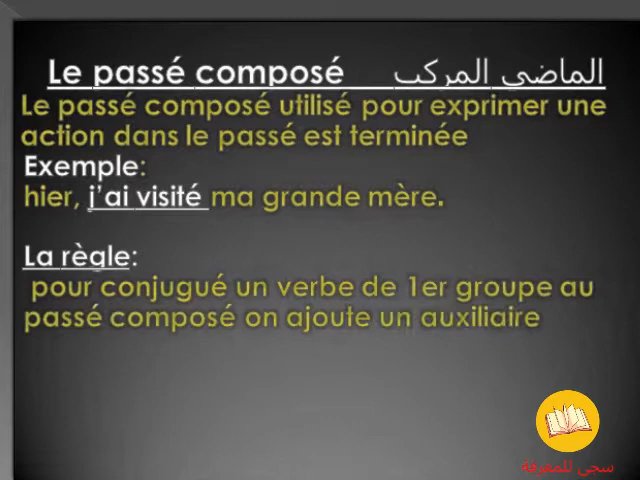 Le passé composé الماضي المركب
Le passé composé utilisé pour exprimer une
action dans le passé est terminée
Exemple:
hier, j'ai visité ma grande mère.
La règle:
pour conjugué un verbe de 1er groupe au
passé composé on ajoute un auxiliaire
سجى للمعرفة